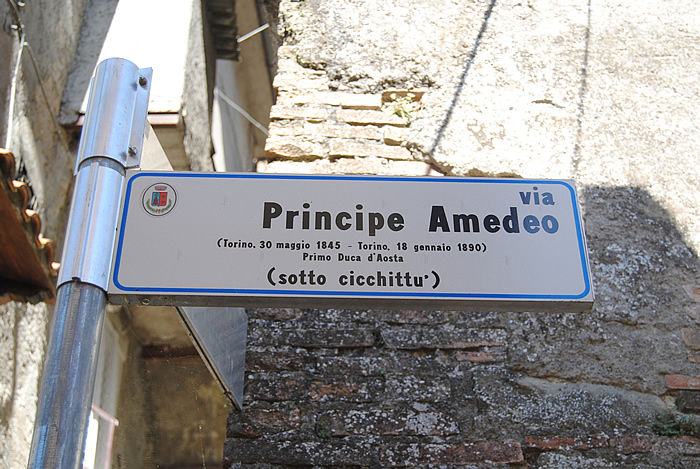 via
Principe Amedeo
(Torino, 30 maggio 1845 - Torino, 18 gennaio 1890)
Primo Duca d'Aosta
(sotto cicchittu')